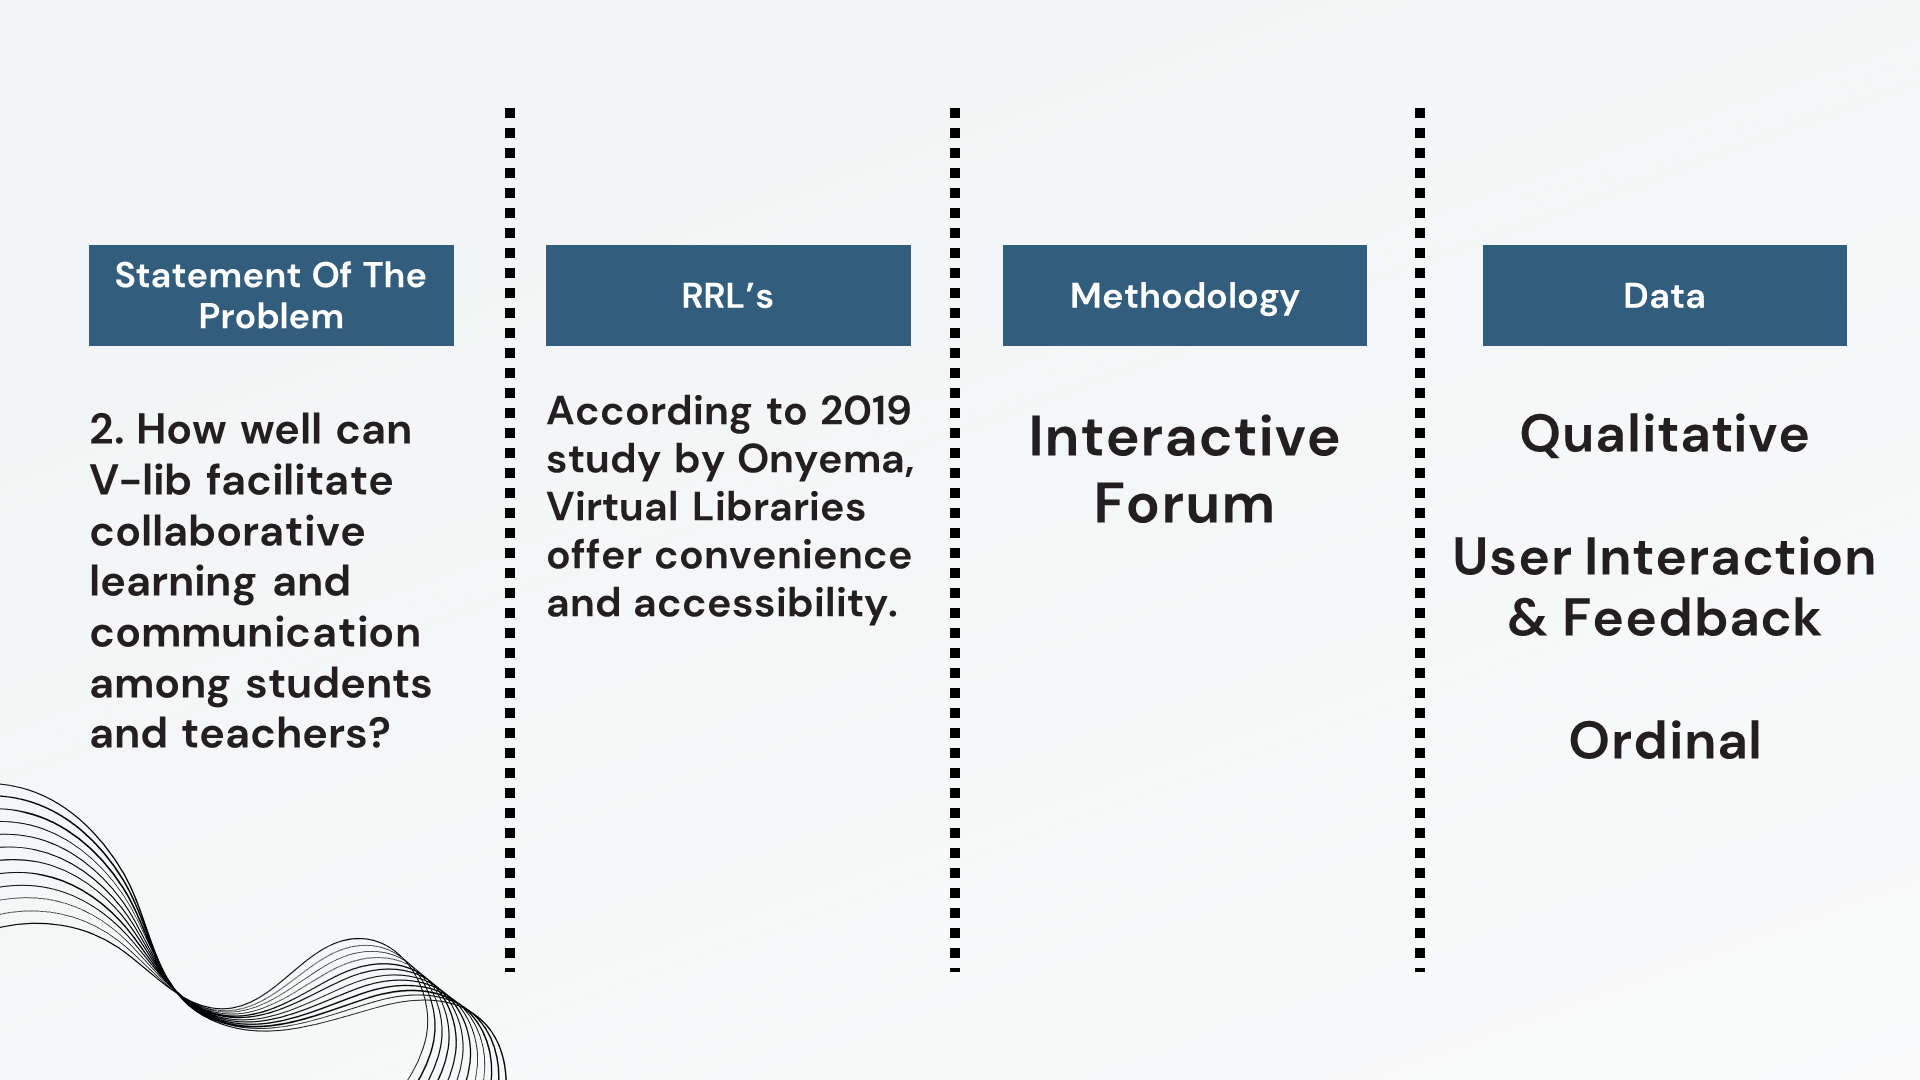 Statement Of The
Problem
2. How well can
V-lib facilitate
collaborative
learning and
communication
among students
and teachers?
RRL’s
According to 2019
study by Onyema,
Virtual Libraries
offer convenience
and accessibility.
Methodology
Interactive
Forum
Data
Qualitative
User Interaction
& Feedback
Ordinal